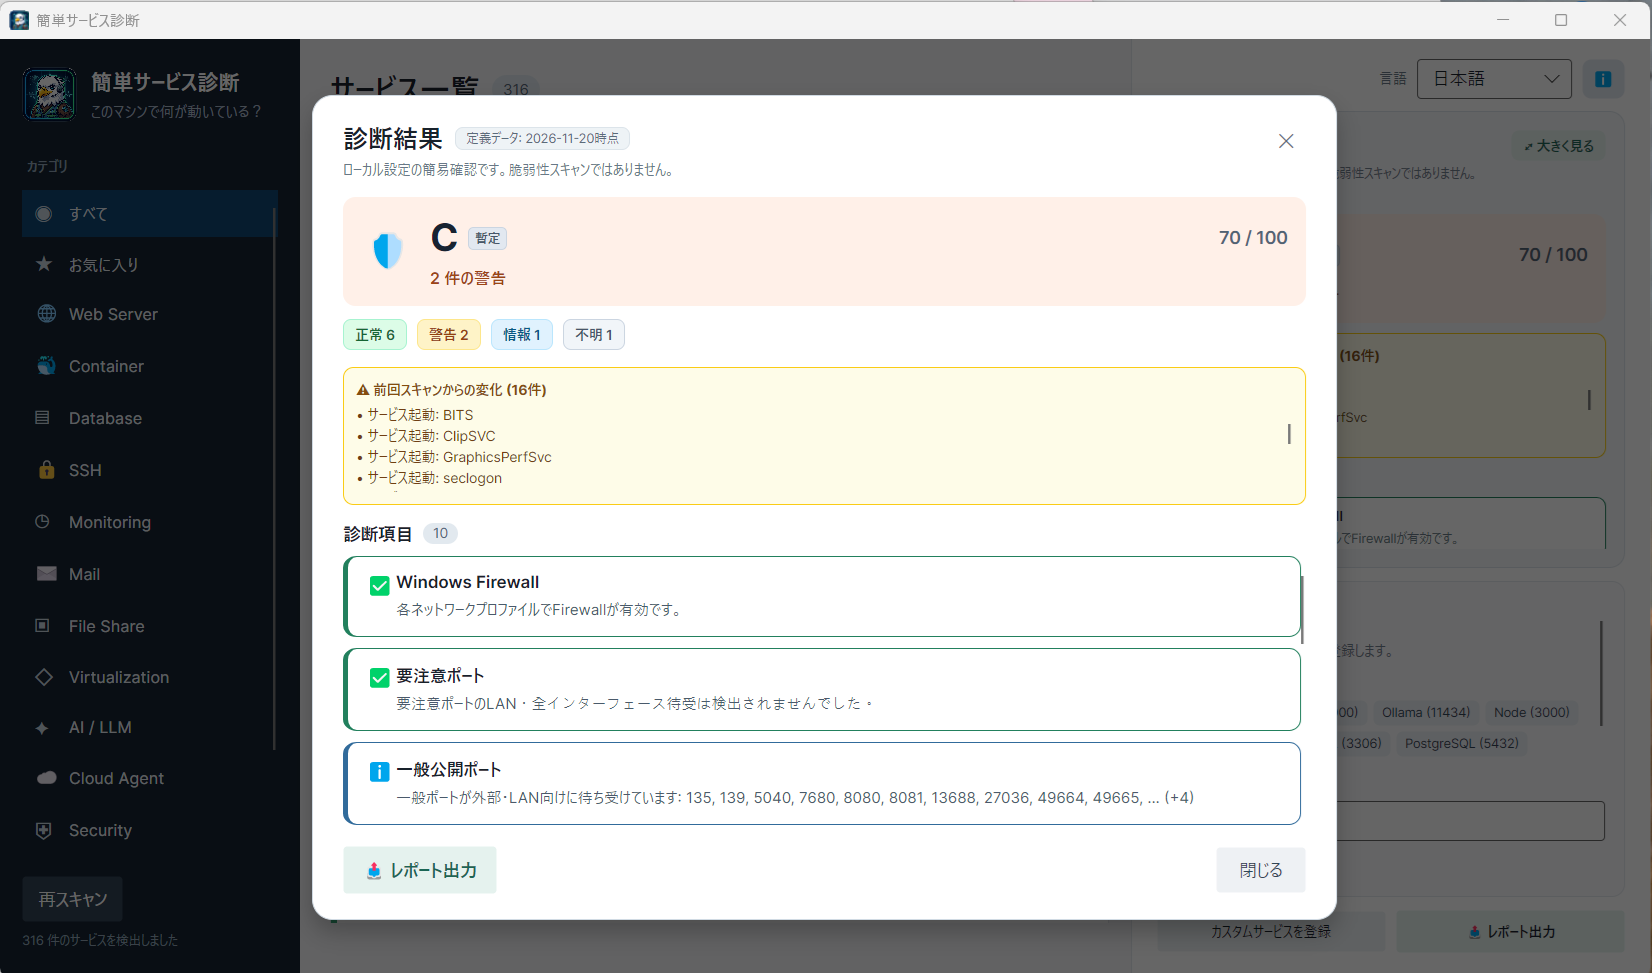 簡単サービス診断
簡単サービス診断
このマシンで何が動いている？
カテゴリ
すべて
お気に入り
Web Server
Container
Database
SSH
Monitoring
Mail
File Share
Virtualization
AI / LLM
Cloud Agent
Security
再スキャン
316 件のサービスを検出しました
サービス一覧 316
言語 日本語
診断結果 定義データ: 2026-11-20時点
ローカル設定の簡易確認です。脆弱性スキャンではありません。
C 暫定
70 / 100
2 件の警告
正常 6 警告 2 情報 1 不明 1
前回スキャンからの変化 (16件)
• サービス起動: BITS
• サービス起動: ClipSVC
• サービス起動: GraphicsPerfSvc
• サービス起動: seclogon
診断項目 10
Windows Firewall
各ネットワークプロファイルでFirewallが有効です。
要注意ポート
要注意ポートのLAN・全インターフェース待受は検出されませんでした。
一般公開ポート
一般ポートが外部・LAN向けに待ち受けています: 135, 139, 5040, 7680, 8080, 8081, 13688, 27036, 49664, 49665, ... (+4)
レポート出力
閉じる
大きく見る
弱性スキャンではありません。
70 / 100
(16件)
rfSvc
でFirewallが有効です。
録します。
00) Ollama (11434) Node (3000)
(3306) PostgreSQL (5432)
カスタムサービスを登録
レポート出力